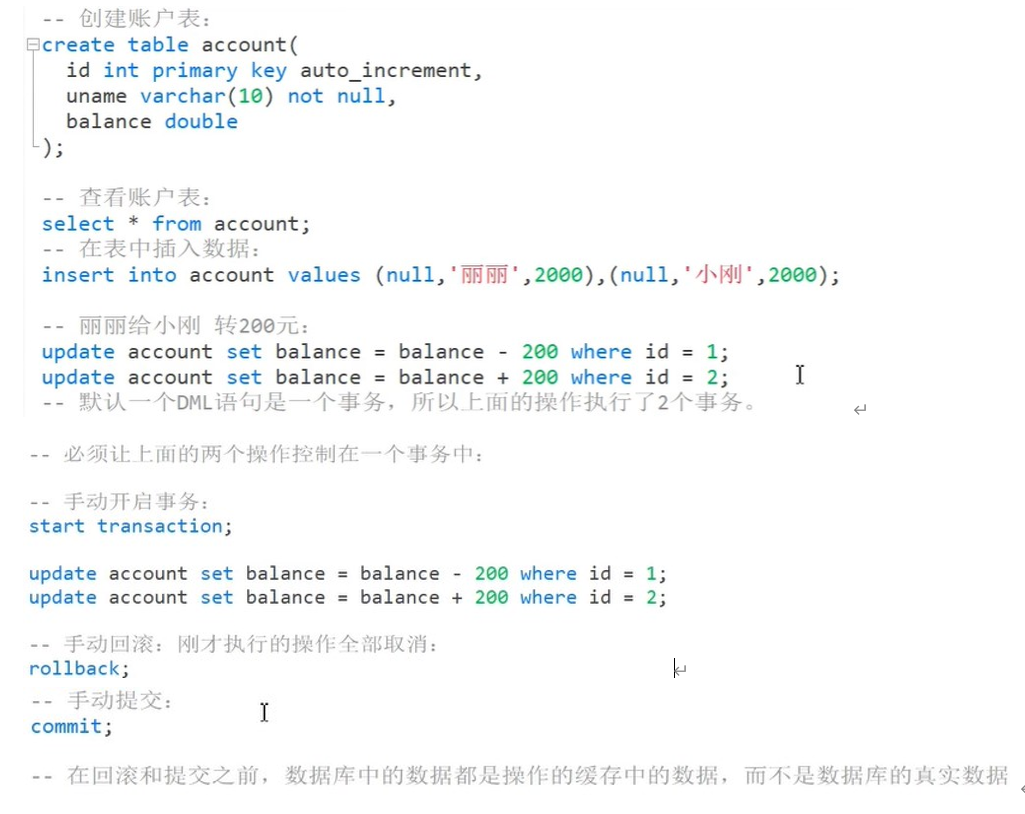 -- 创建账户表：
create table account(
id int primary key auto_increment,
uname varchar(10) not null,
balance double
);
-- 查看账户表：
select * from account;
-- 在表中插入数据：
insert into account values (null,'丽丽',2000),(null,'小刚',2000);
-- 丽丽给小刚 转200元：
update account set balance = balance - 200 where id = 1;
update account set balance = balance + 200 where id = 2;
-- 默认一个DML语句是一个事务，所以上面的操作执行了2个事务。
-- 必须让上面的两个操作控制在一个事务中：
-- 手动开启事务：
start transaction;
update account set balance = balance - 200 where id = 1;
update account set balance = balance + 200 where id = 2;
-- 手动回滚：刚才执行的操作全部取消：
rollback;
-- 手动提交：
commit;
-- 在回滚和提交之前，数据库中的数据都是操作的缓存中的数据，而不是数据库的真实数据